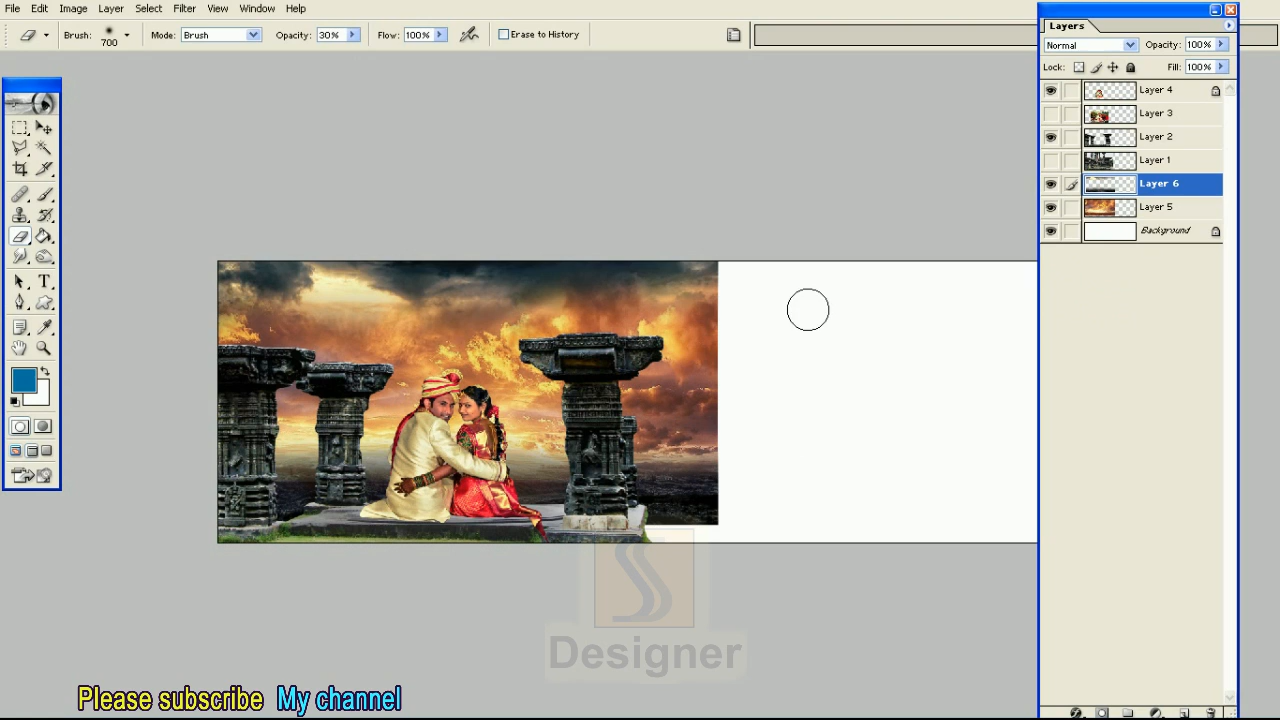 File Edit Image Layer Select Filter View Window Help
Brush: 700 Mode: Brush Opacity: 30% Flow: 100% Erase to History
Layers
Normal Opacity: 100%
Lock: Fill: 100%
Layer 4
Layer 3
Layer 2
Layer 1
Layer 6
Layer 5
Background
T
S
Designer
Please subscribe My channel